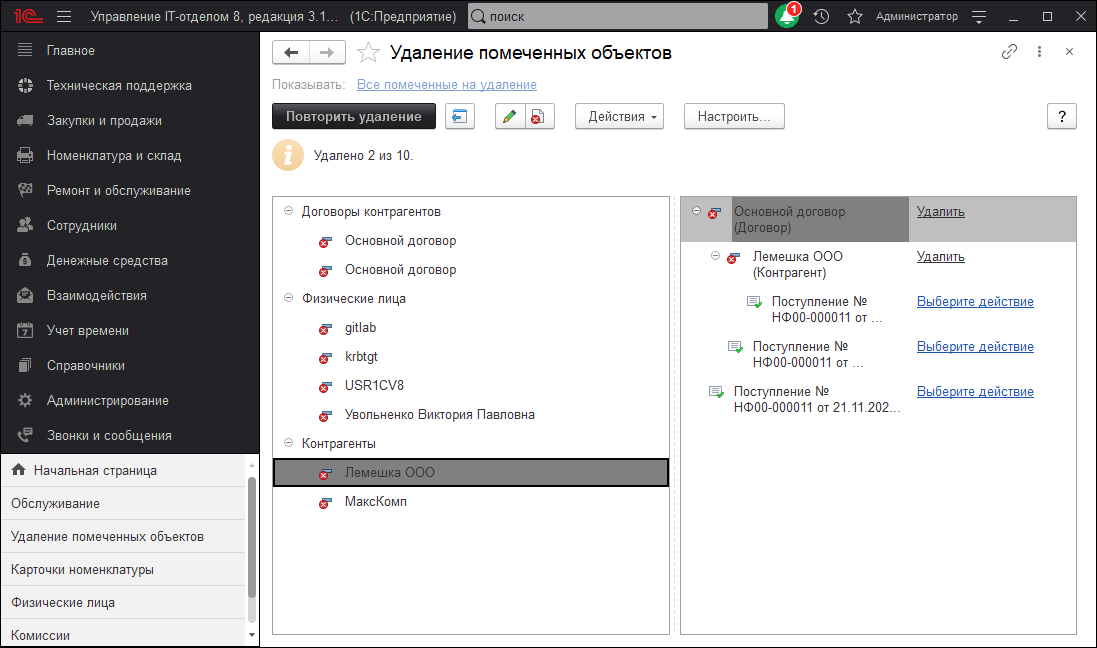 1С
Управление IT-отделом 8, редакция 3.1... (1С:Предприятие)
поиск
1
Администратор
Главное
Техническая поддержка
Закупки и продажи
Номенклатура и склад
Ремонт и обслуживание
Сотрудники
Денежные средства
Взаимодействия
7
Учет времени
Справочники
Администрирование
Звонки и сообщения
Начальная страница
Обслуживание
Удаление помеченных объектов
Карточки номенклатуры
Физические лица
Комиссии
Удаление помеченных объектов
Показывать: Все помеченные на удаление
Повторить удаление
Действия
Настроить...
?
Удалено 2 из 10.
Договоры контрагентов
Основной договор
Основной договор
Физические лица
gitlab
krbtgt
USR1CV8
Увольненко Виктория Павловна
Контрагенты
Лемешка ООО
МаксКомп
Основной договор
(Договор)
Удалить
Лемешка ООО
(Контрагент)
Удалить
Поступление №
НФ00-000011 от ...
Выберите действие
Поступление №
НФ00-000011 от ...
Выберите действие
Поступление №
НФ00-000011 от 21.11.202...
Выберите действие